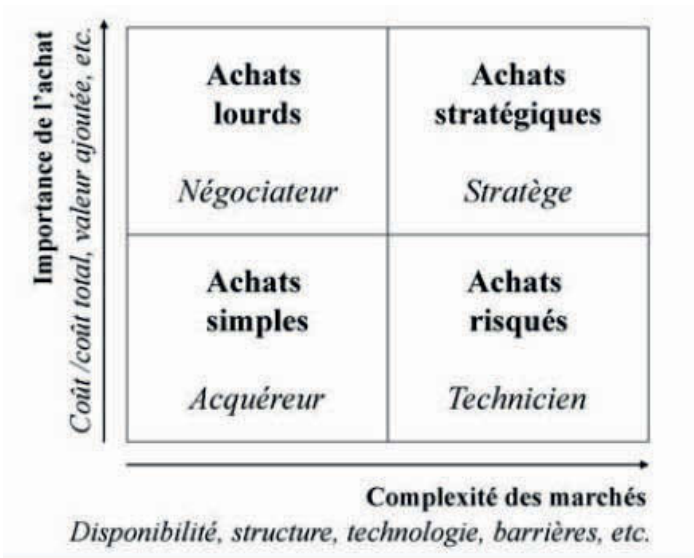 Importance de l'achat
Coût /coût total, valeur ajoutée, etc.
Achats
lourds
Négociateur
Achats
stratégiques
Stratège
Achats
simples
Acquéreur
Achats
risqués
Technicien
Complexité des marchés
Disponibilité, structure, technologie, barrières, etc.